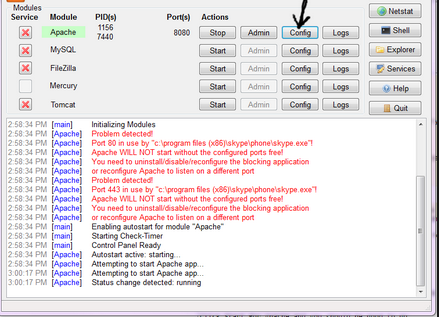 Modules
Service Module PID(s) Port(s) Actions
Apache 1156 7440 8080 Stop Admin Config Logs
MySQL Start Admin Config Logs
FileZilla Start Admin Config Logs
Mercury Start Admin Config Logs
Tomcat Start Admin Config Logs
Netstat
Shell
Explorer
Services
Help
Quit
2:58:34 PM [main] Initializing Modules
2:58:34 PM [Apache] Problem detected!
2:58:34 PM [Apache] Port 80 in use by "c:\program files (x86)\skype\phone\skype.exe"!
2:58:34 PM [Apache] Apache WILL NOT start without the configured ports free!
2:58:34 PM [Apache] You need to uninstall/disable/reconfigure the blocking application
2:58:34 PM [Apache] or reconfigure Apache to listen on a different port
2:58:34 PM [Apache] Problem detected!
2:58:34 PM [Apache] Port 443 in use by "c:\program files (x86)\skype\phone\skype.exe"!
2:58:34 PM [Apache] Apache WILL NOT start without the configured ports free!
2:58:34 PM [Apache] You need to uninstall/disable/reconfigure the blocking application
2:58:34 PM [Apache] or reconfigure Apache to listen on a different port
2:58:34 PM [main] Enabling autostart for module "Apache"
2:58:34 PM [main] Starting Check-Timer
2:58:34 PM [main] Control Panel Ready
2:58:34 PM [Apache] Autostart active: starting...
2:58:34 PM [Apache] Attempting to start Apache app...
3:00:17 PM [Apache] Attempting to start Apache app...
3:00:17 PM [Apache] Status change detected: running